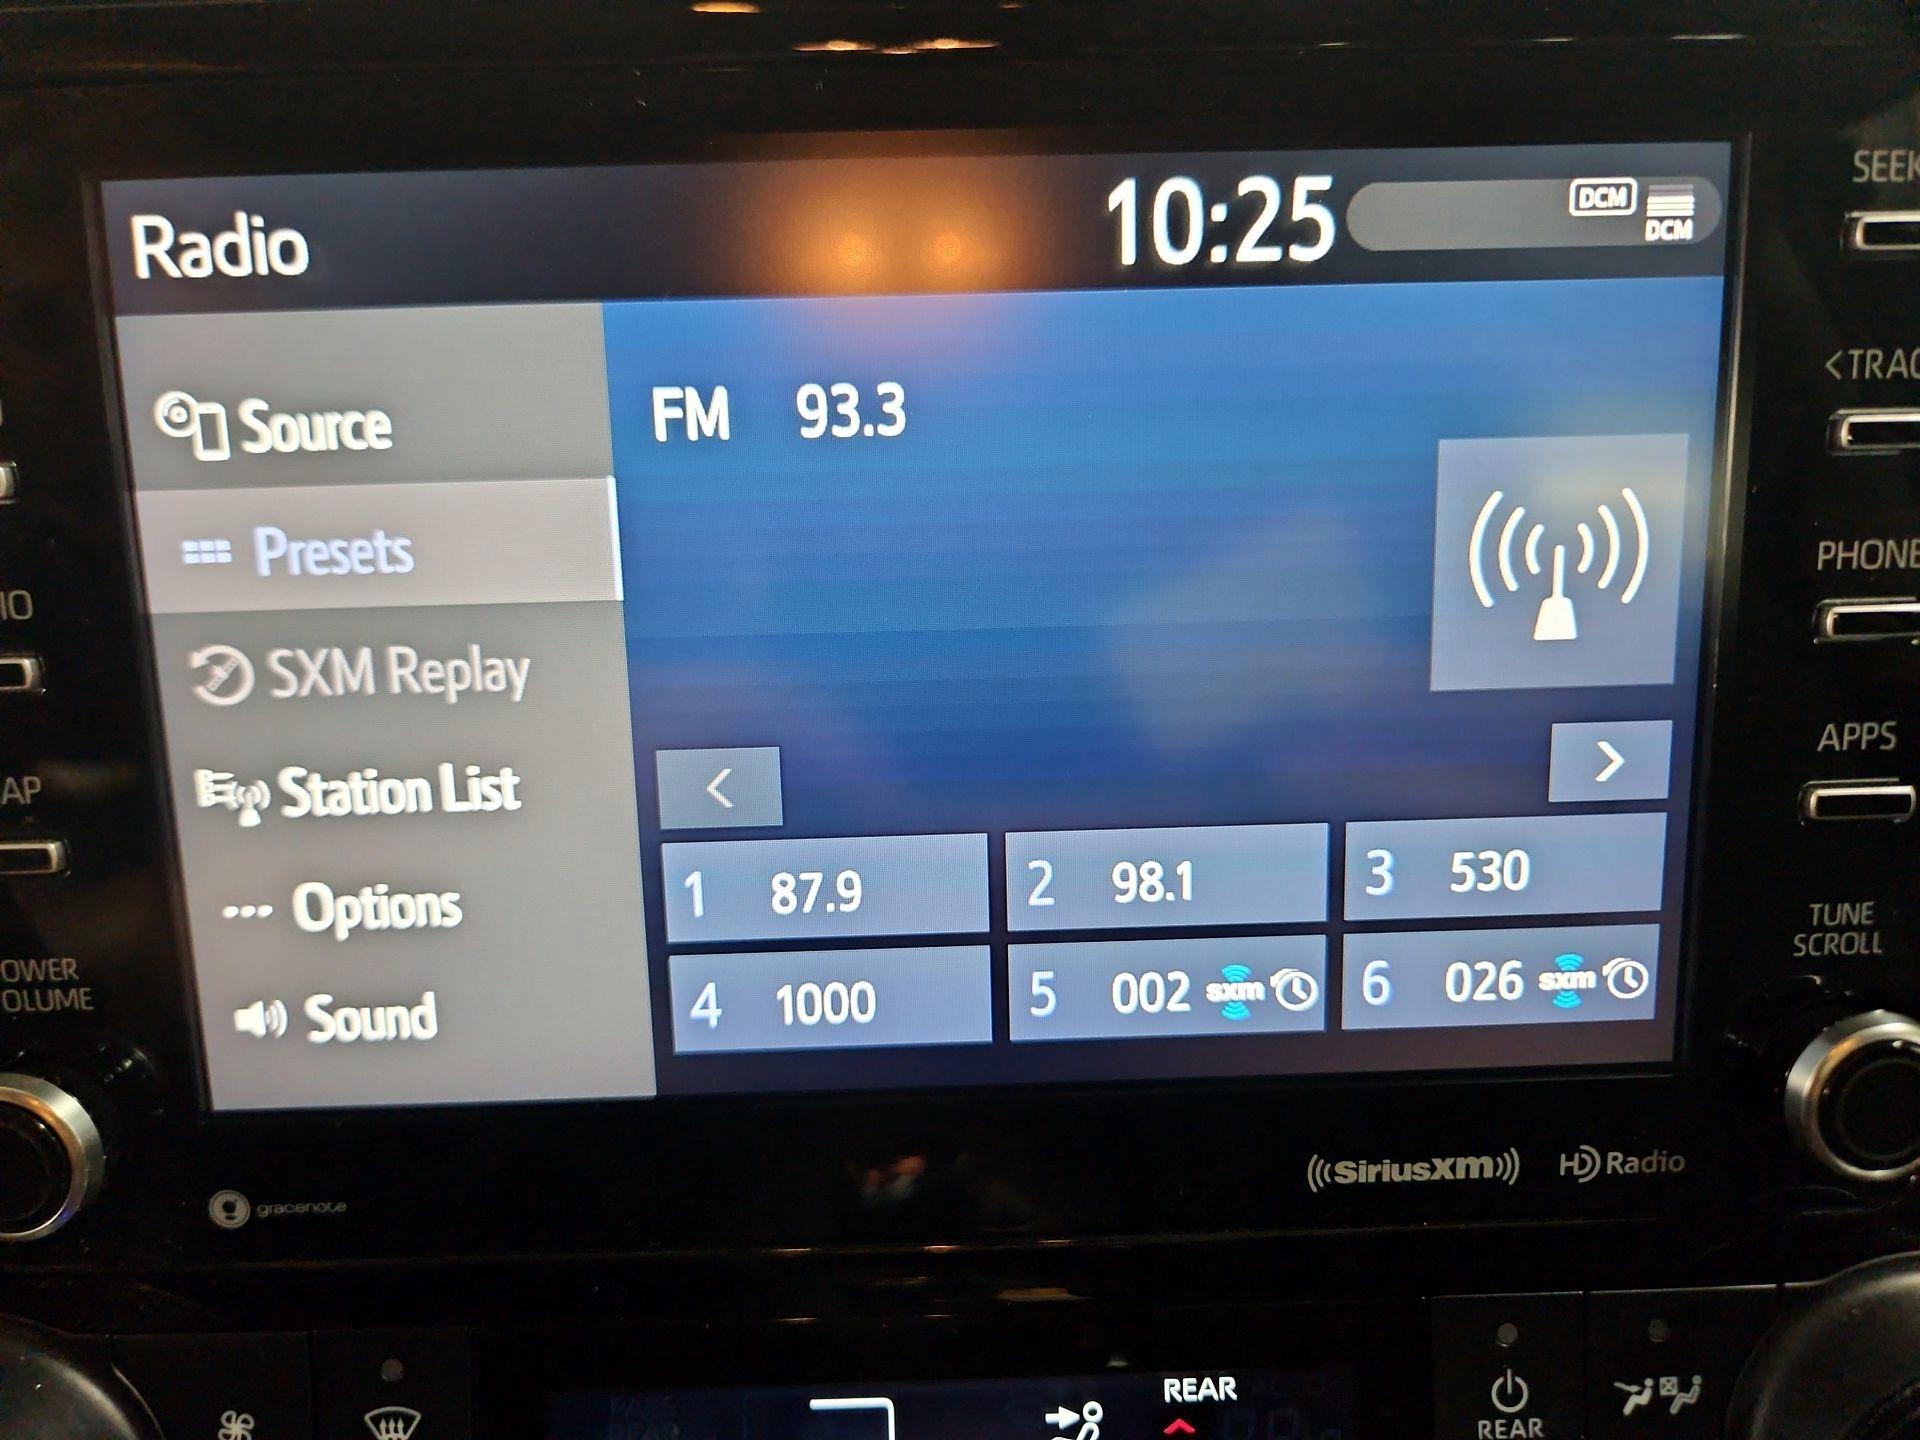 Radio 10:25 DCM
DCM
Source
Presets
SXM Replay
Station List
Options
Sound
FM 93.3
<
>
1 87.9
2 98.1
3 530
4 1000
5 002 sxm
6 026 sxm
SEEK
<TRAC
PHONE
APPS
TUNE
SCROLL
IO
AP
OWER
OLUME
gracenote
((SiriusXM))
HD Radio
REAR
REAR